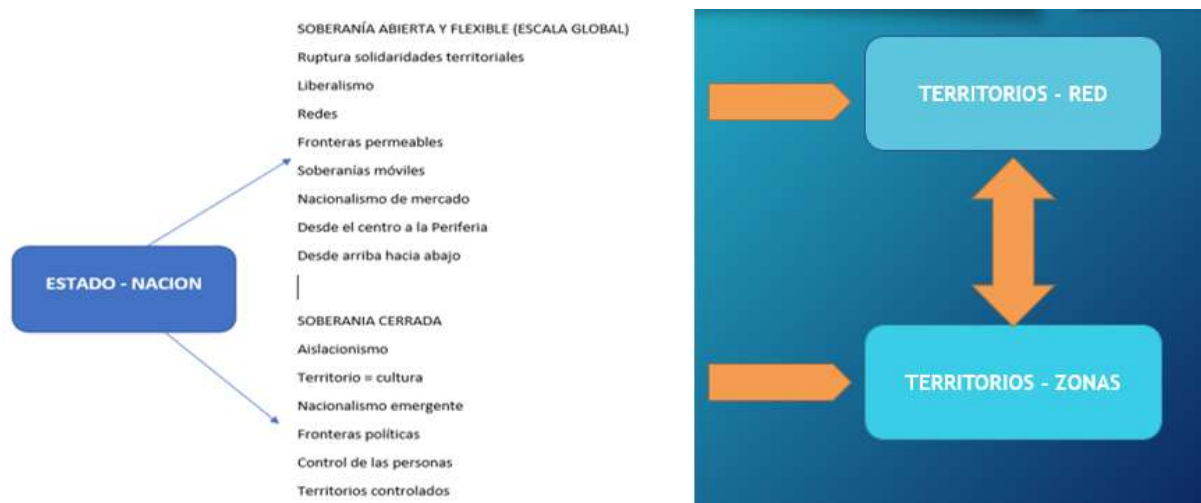 SOBERANÍA ABIERTA Y FLEXIBLE (ESCALA GLOBAL)
Ruptura solidaridades territoriales
Liberalismo
Redes
Fronteras permeables
Soberanías móviles
Nacionalismo de mercado
Desde el centro a la Periferia
Desde arriba hacia abajo
ESTADO - NACION
SOBERANIA CERRADA
Aislacionismo
Territorio = cultura
Nacionalismo emergente
Fronteras políticas
Control de las personas
Territorios controlados
TERRITORIOS - RED
TERRITORIOS - ZONAS